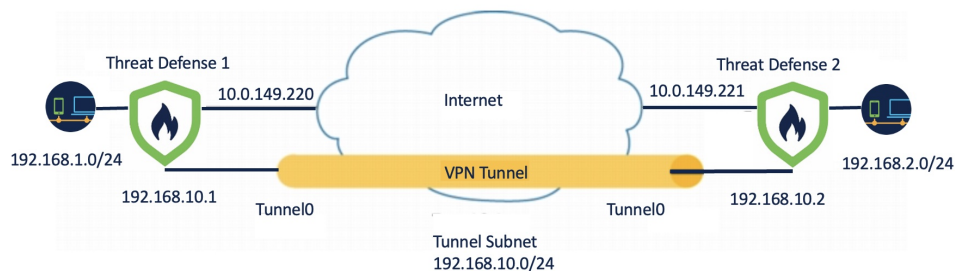 Threat Defense 1
Threat Defense 2
10.0.149.220
Internet
10.0.149.221
192.168.1.0/24
192.168.2.0/24
VPN Tunnel
192.168.10.1
192.168.10.2
Tunnel0
Tunnel0
Tunnel Subnet
192.168.10.0/24